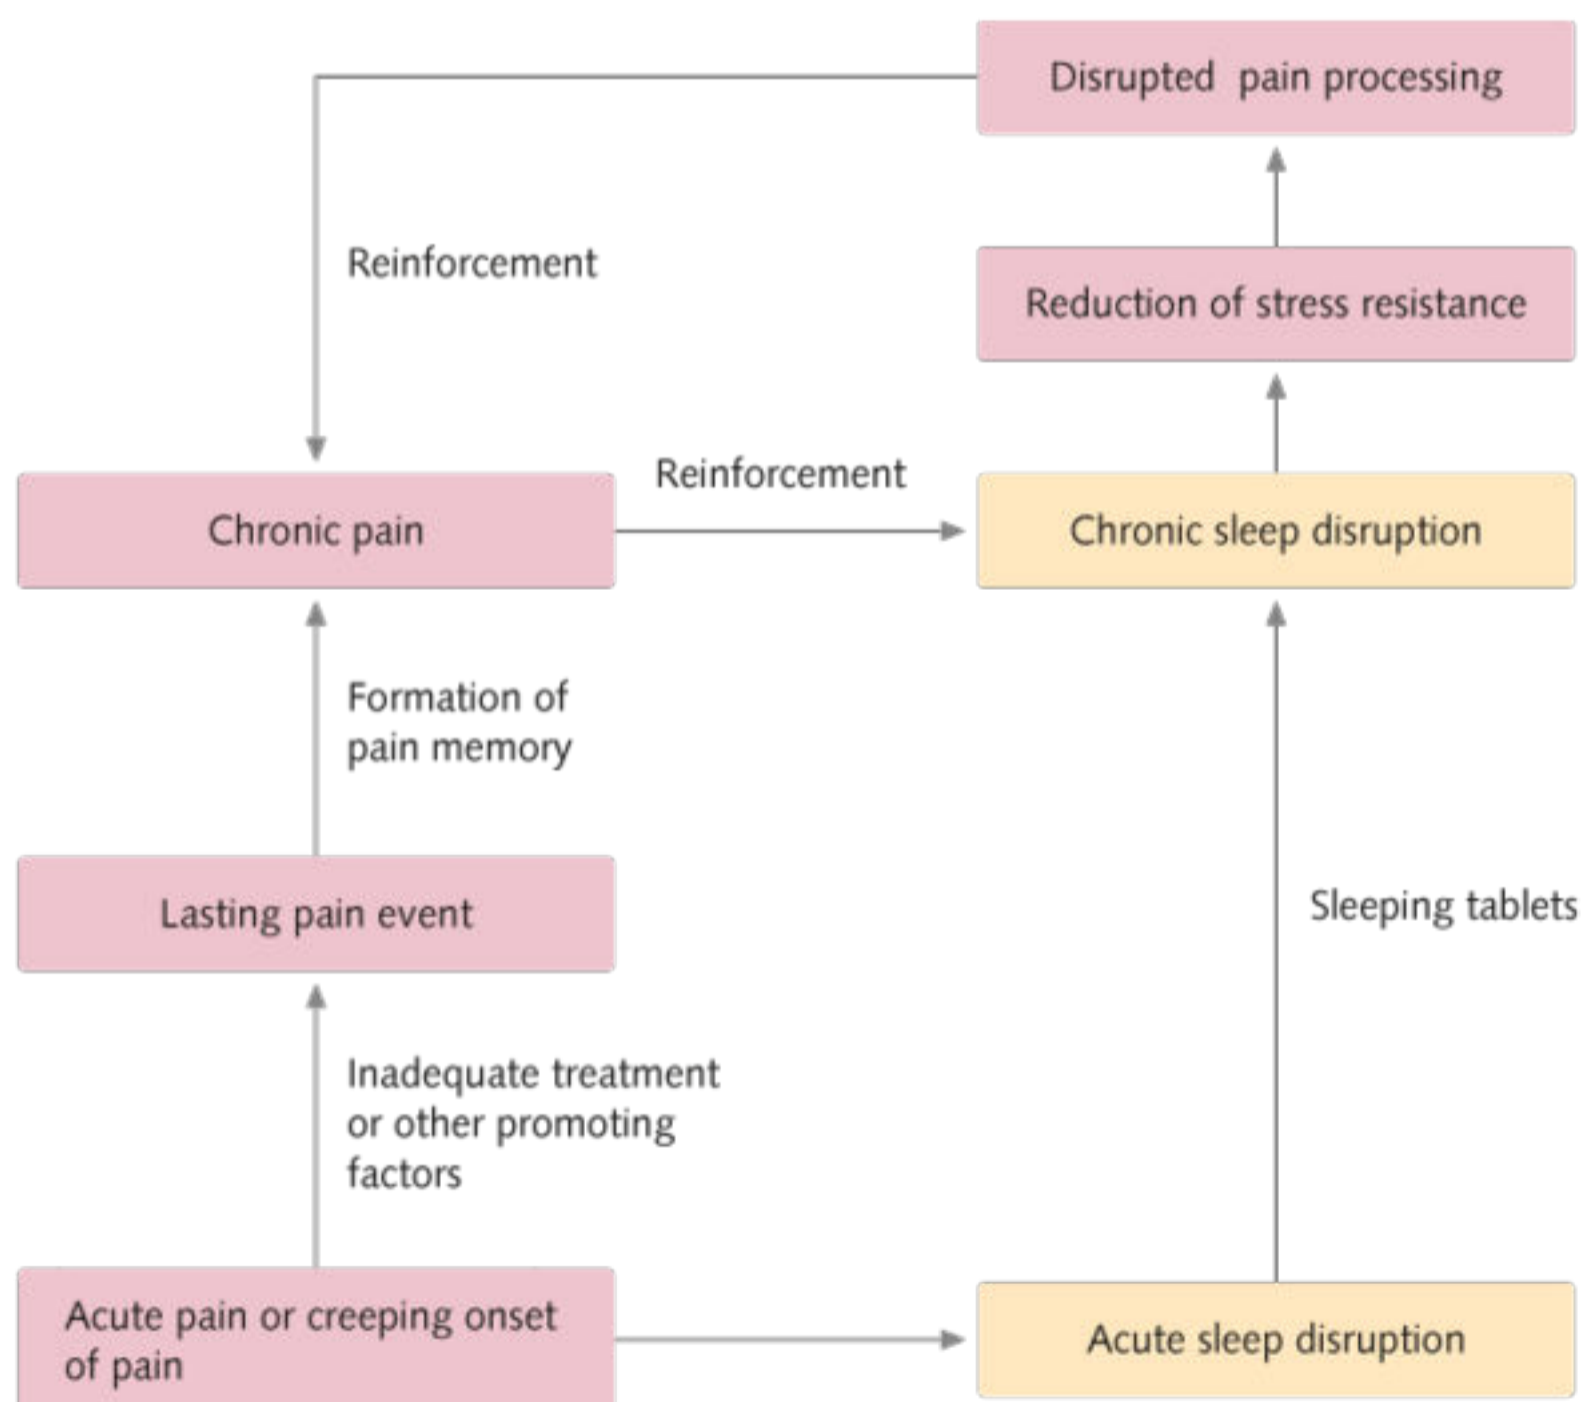 Disrupted pain processing
Reinforcement
Reduction of stress resistance
Reinforcement
Chronic pain
Chronic sleep disruption
Formation of
pain memory
Lasting pain event
Sleeping tablets
Inadequate treatment
or other promoting
factors
Acute pain or creeping onset
of pain
Acute sleep disruption